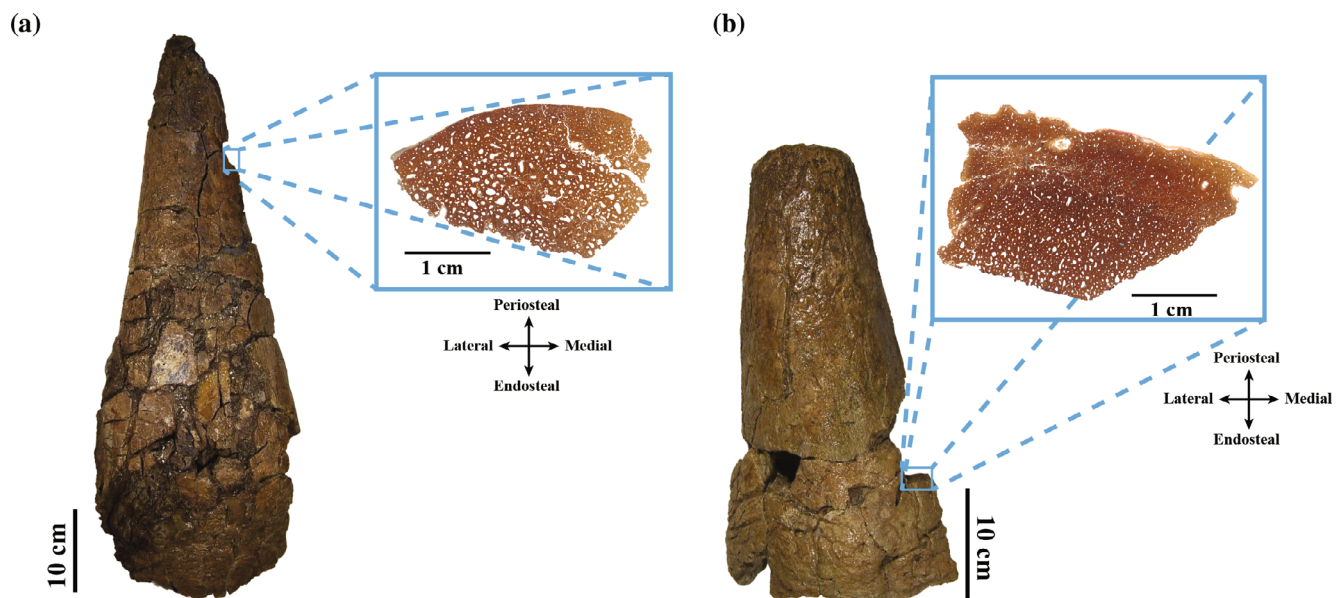 (a)
1 cm
Periosteal
Lateral Medial
Endosteal
10 cm
(b)
1 cm
Periosteal
Lateral Medial
Endosteal
10 cm